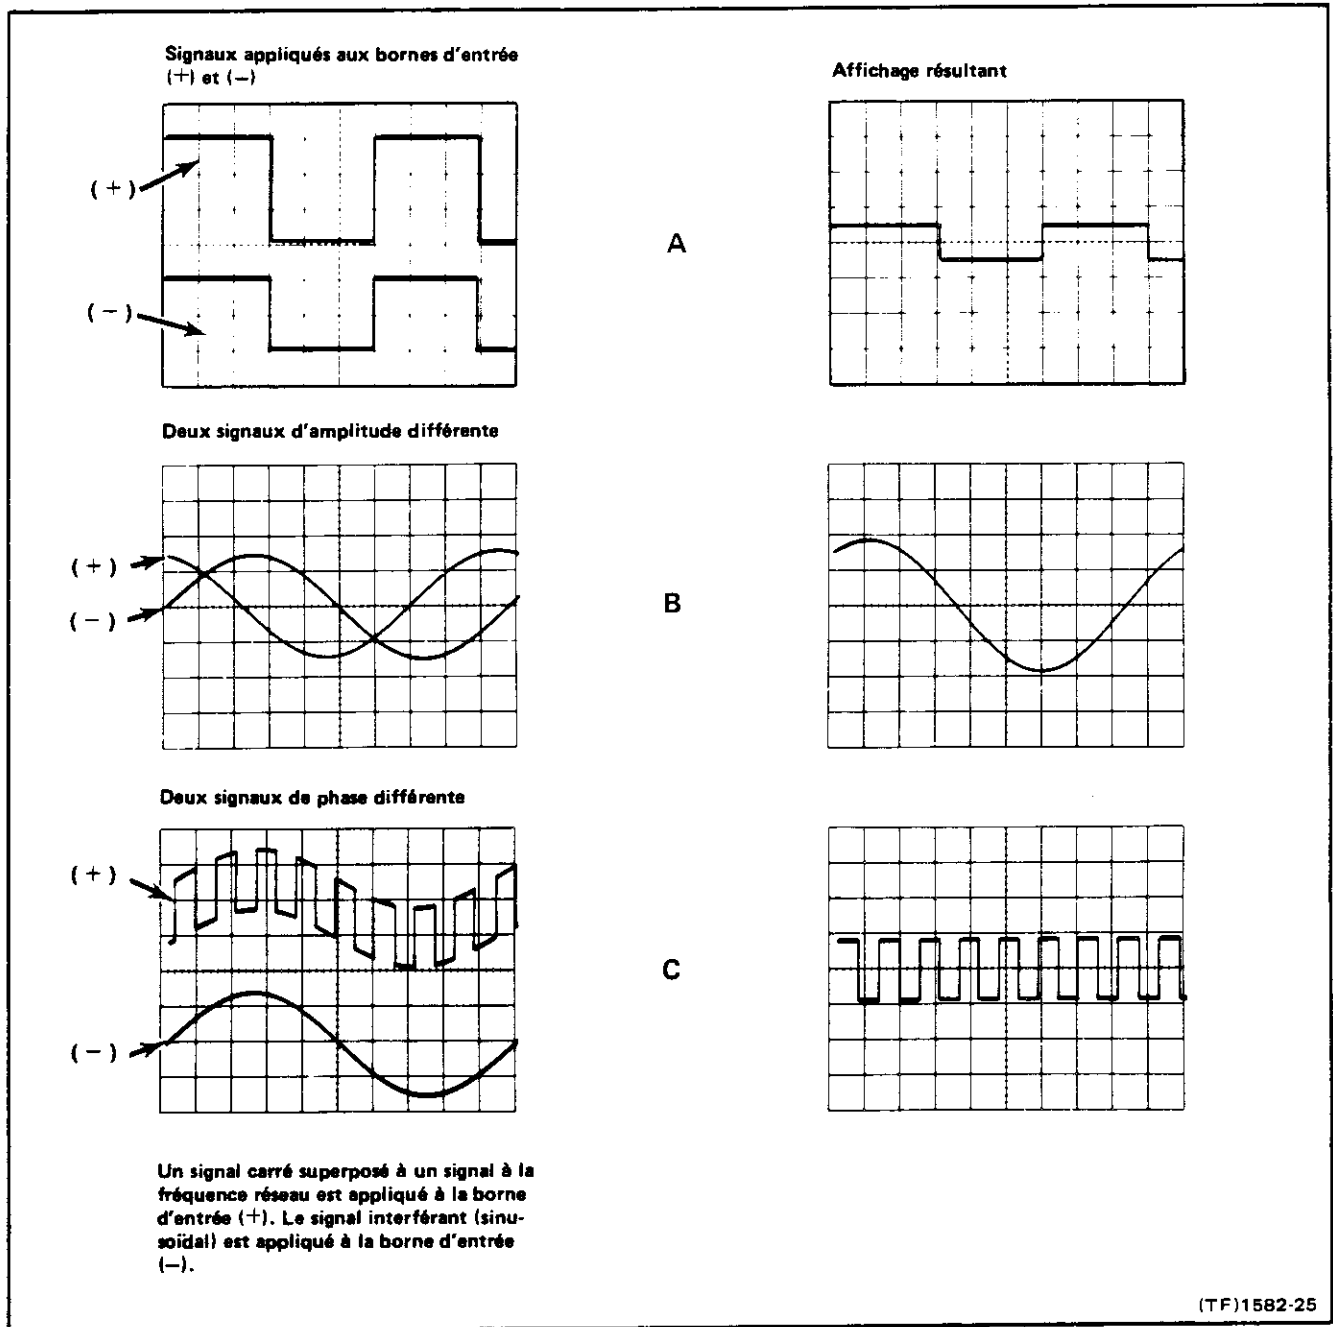 Signaux appliqués aux bornes d'entrée
(+) et (—)
Affichage résultant
(+)
A
(—)
Deux signaux d'amplitude différente
(+)
B
(—)
Deux signaux de phase différente
(+)
C
(—)
Un signal carré superposé à un signal à la
fréquence réseau est appliqué à la borne
d'entrée (+). Le signal interférant (sinu-
soïdal) est appliqué à la borne d'entrée
(—).
(TF)1582-25